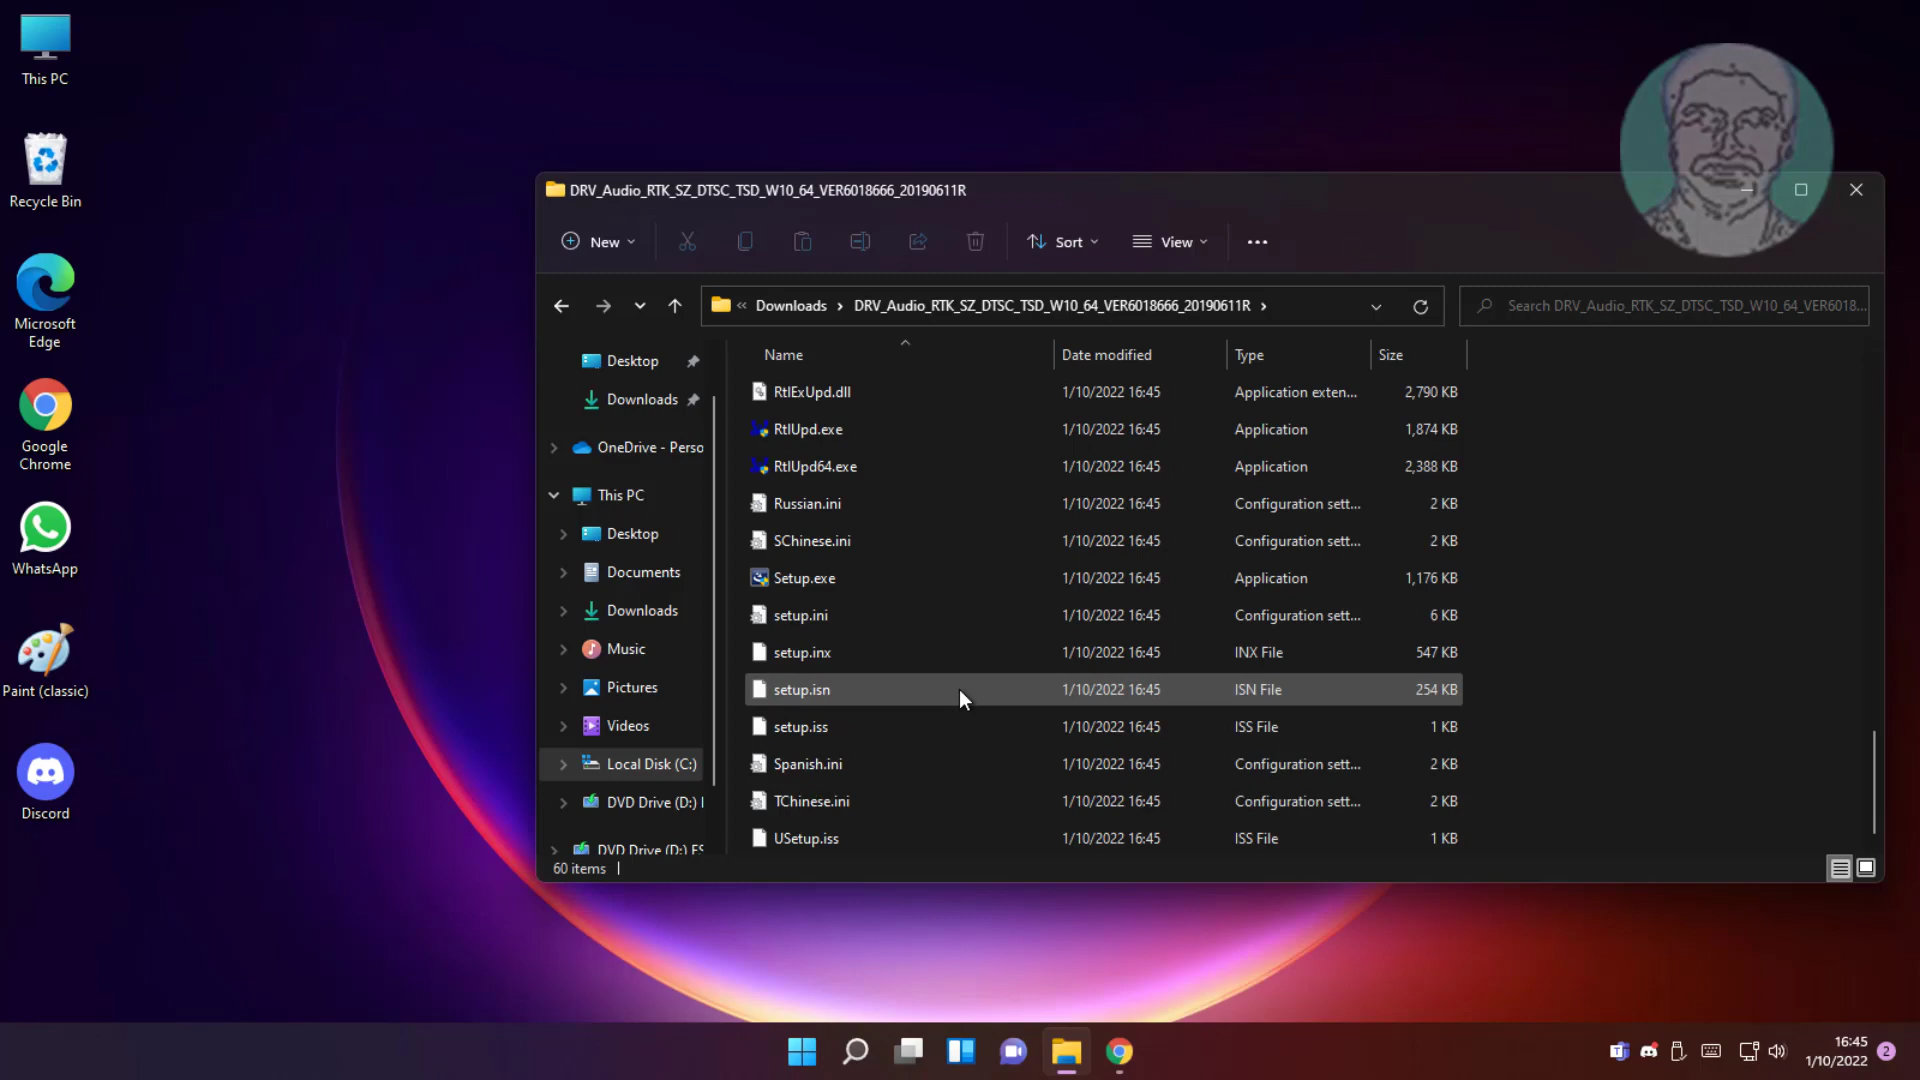 This PC
Recycle Bin
Microsoft
Edge
Google
Chrome
WhatsApp
Paint (classic)
Discord
DRV_Audio_RTK_SZ_DTSC_TSD_W10_64_VER6018666_20190611R
New
Sort
View
« Downloads › DRV_Audio_RTK_SZ_DTSC_TSD_W10_64_VER6018666_20190611R ›
Search DRV_Audio_RTK_SZ_DTSC_TSD_W10_64_VER6018...
Desktop
Downloads
OneDrive - Perso
This PC
Desktop
Documents
Downloads
Music
Pictures
Videos
Local Disk (C:)
DVD Drive (D:)
DVD Drive (D:) ES
Name Date modified Type Size
RtlExUpd.dll 1/10/2022 16:45 Application exten... 2,790 KB
RtlUpd.exe 1/10/2022 16:45 Application 1,874 KB
RtlUpd64.exe 1/10/2022 16:45 Application 2,388 KB
Russian.ini 1/10/2022 16:45 Configuration sett... 2 KB
SChinese.ini 1/10/2022 16:45 Configuration sett... 2 KB
Setup.exe 1/10/2022 16:45 Application 1,176 KB
setup.ini 1/10/2022 16:45 Configuration sett... 6 KB
setup.inx 1/10/2022 16:45 INX File 547 KB
setup.isn 1/10/2022 16:45 ISN File 254 KB
setup.iss 1/10/2022 16:45 ISS File 1 KB
Spanish.ini 1/10/2022 16:45 Configuration sett... 2 KB
TChinese.ini 1/10/2022 16:45 Configuration sett... 2 KB
USetup.iss 1/10/2022 16:45 ISS File 1 KB
60 items
16:45
1/10/2022
2